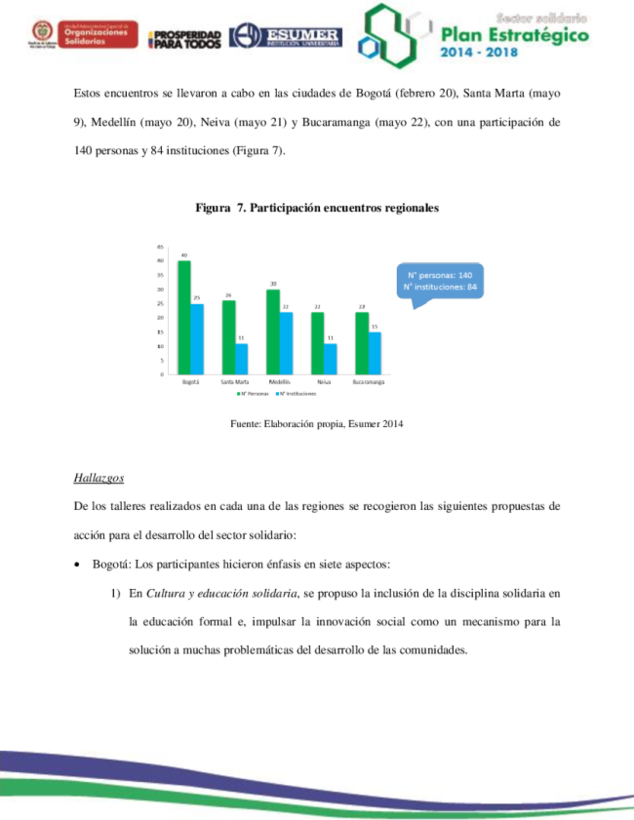 Organizaciones
Solidarias
PROSPERIDAD
PARA TODOS
ESUMER
INSTITUCIÓN UNIVERSITARIA
Sector solidario
Plan Estratégico
2014 - 2018
Estos encuentros se llevaron a cabo en las ciudades de Bogotá (febrero 20), Santa Marta (mayo
9), Medellín (mayo 20), Neiva (mayo 21) y Bucaramanga (mayo 22), con una participación de
140 personas y 84 instituciones (Figura 7).
Figura 7. Participación encuentros regionales
45
40
35
30
25
20
15
10
5
0
40
25
26
11
30
22
22
11
22
15
Bogotá Santa Marta Medellín Neiva Bucaramanga
N° Personas N° Instituciones
N° personas: 140
N° instituciones: 84
Fuente: Elaboración propia, Esumer 2014
Hallazgos
De los talleres realizados en cada una de las regiones se recogieron las siguientes propuestas de
acción para el desarrollo del sector solidario:
• Bogotá: Los participantes hicieron énfasis en siete aspectos:
1) En Cultura y educación solidaria, se propuso la inclusión de la disciplina solidaria en
la educación formal e, impulsar la innovación social como un mecanismo para la
solución a muchas problemáticas del desarrollo de las comunidades.